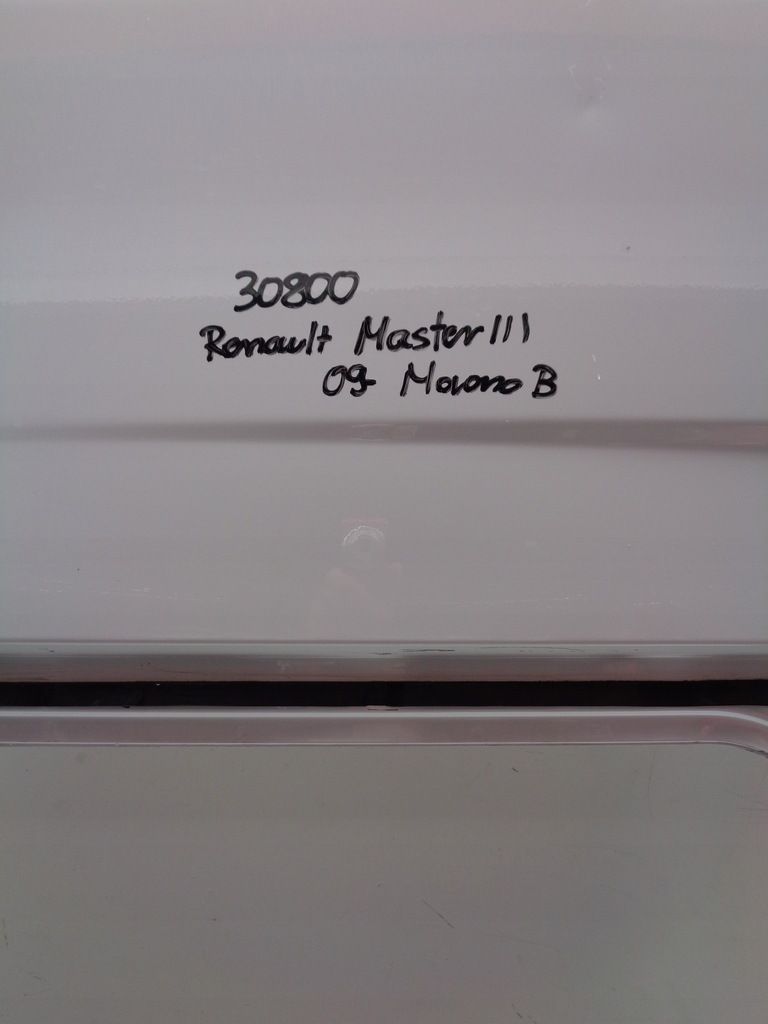 30800
Renault Master III
09- Movano B